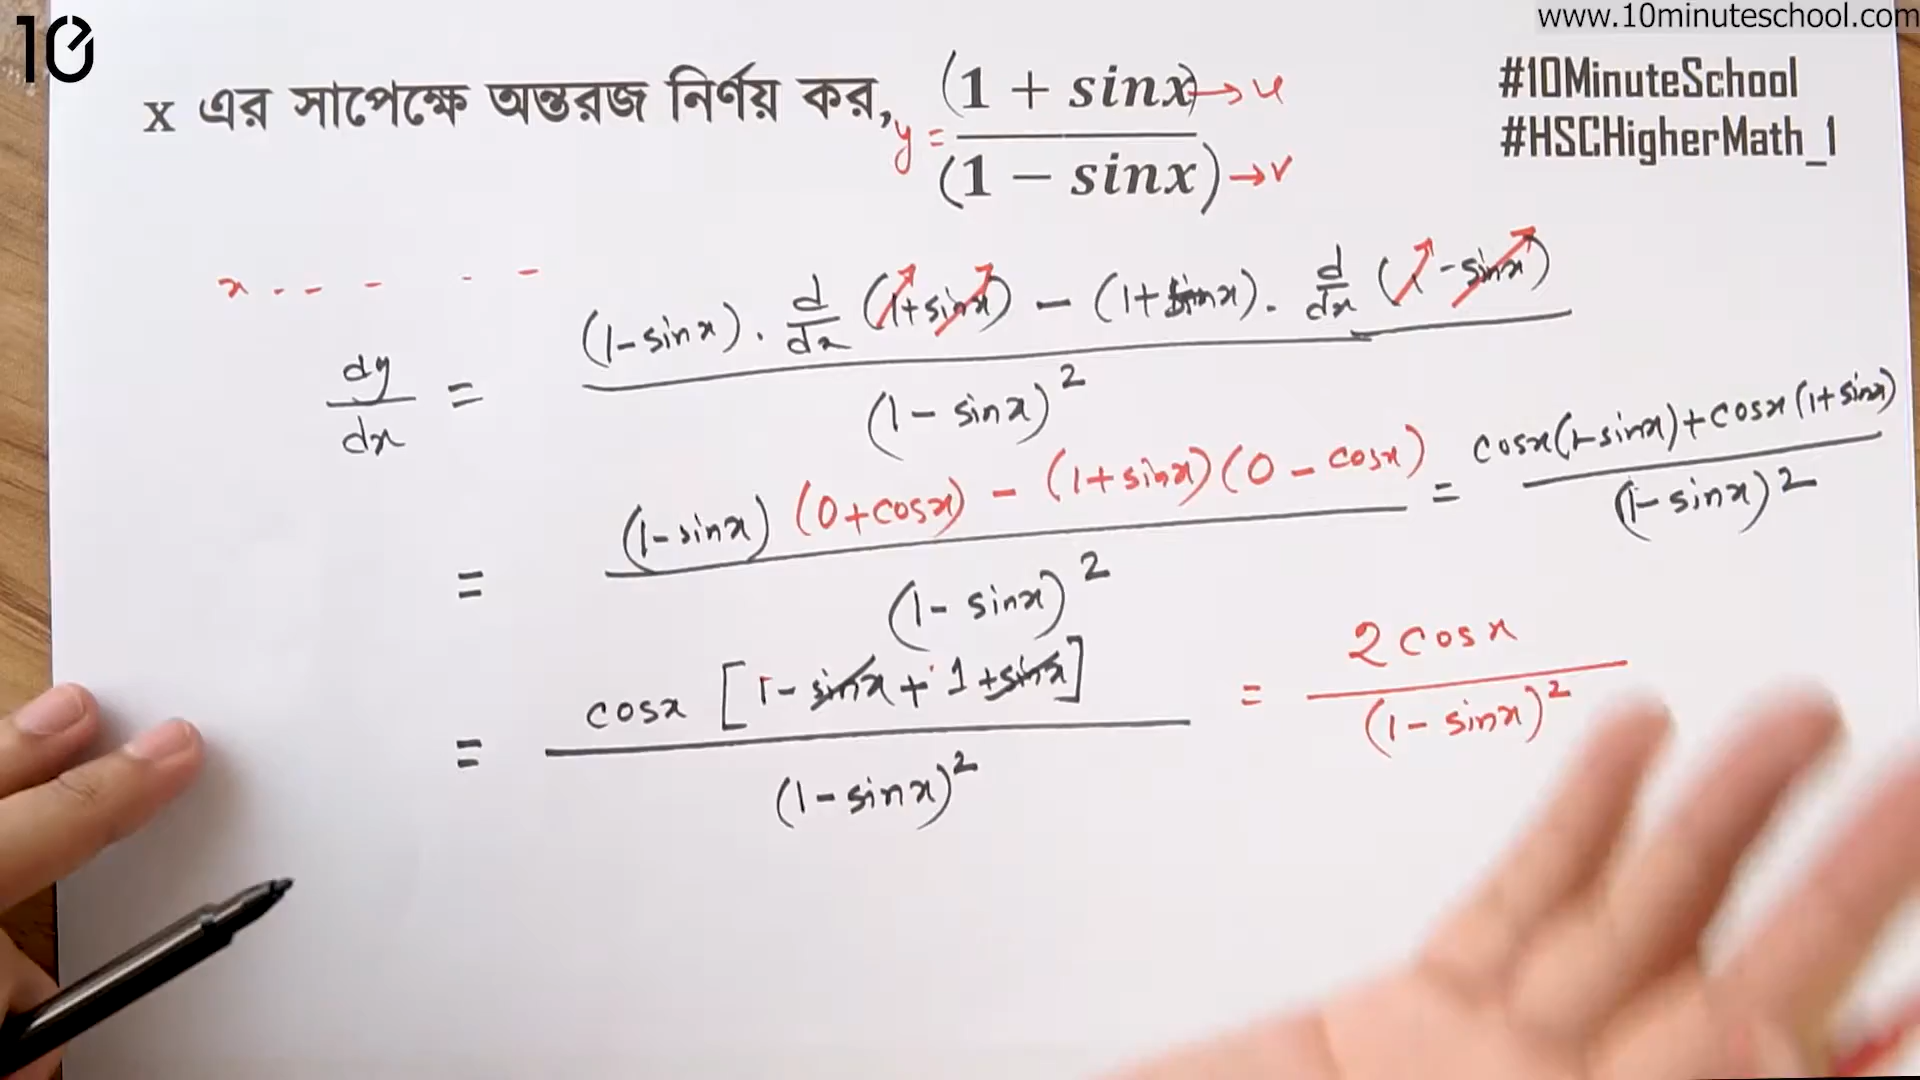 10
www.10minuteschool.com
#10MinuteSchool
#HSCHigherMath_1
x এর সাপেক্ষে অন্তরজ নির্ণয় কর, y = (1 + sinx) → u / (1 − sinx) → v
x - - - - -
dy/dx = (1-sinx) . d/dx (1+sinx) - (1+sinx) . d/dx (1-sinx) / (1-sinx)²
= (1-sinx) (0+cosx) - (1+sinx)(0-cosx) / (1-sinx)² = cosx(1-sinx)+cosx(1+sinx) / (1-sinx)²
= cosx [1-sinx+1+sinx] / (1-sinx)² = 2cosx / (1-sinx)²